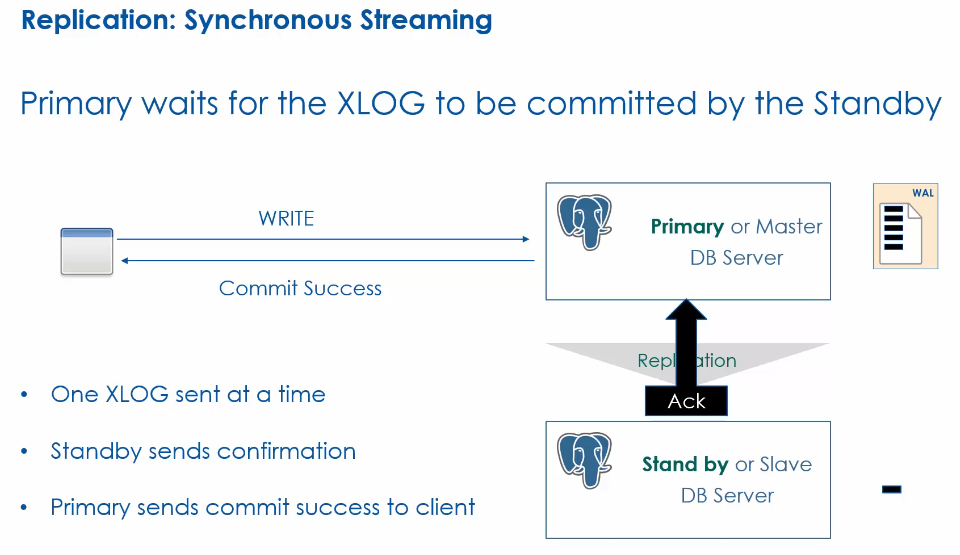 Replication: Synchronous Streaming
Primary waits for the XLOG to be committed by the Standby
WRITE
Commit Success
Primary or Master
DB Server
WAL
Replication
Ack
Stand by or Slave
DB Server
• One XLOG sent at a time
• Standby sends confirmation
• Primary sends commit success to client